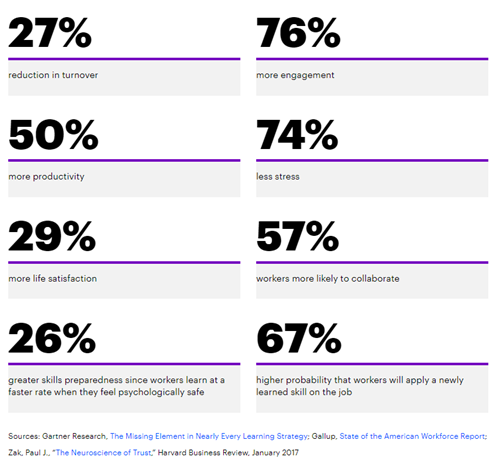 27%
reduction in turnover
76%
more engagement
50%
more productivity
74%
less stress
29%
more life satisfaction
57%
workers more likely to collaborate
26%
greater skills preparedness since workers learn at a
faster rate when they feel psychologically safe
67%
higher probability that workers will apply a newly
learned skill on the job
Sources: Gartner Research, The Missing Element in Nearly Every Learning Strategy; Gallup, State of the American Workforce Report;
Zak, Paul J., “The Neuroscience of Trust,” Harvard Business Review, January 2017